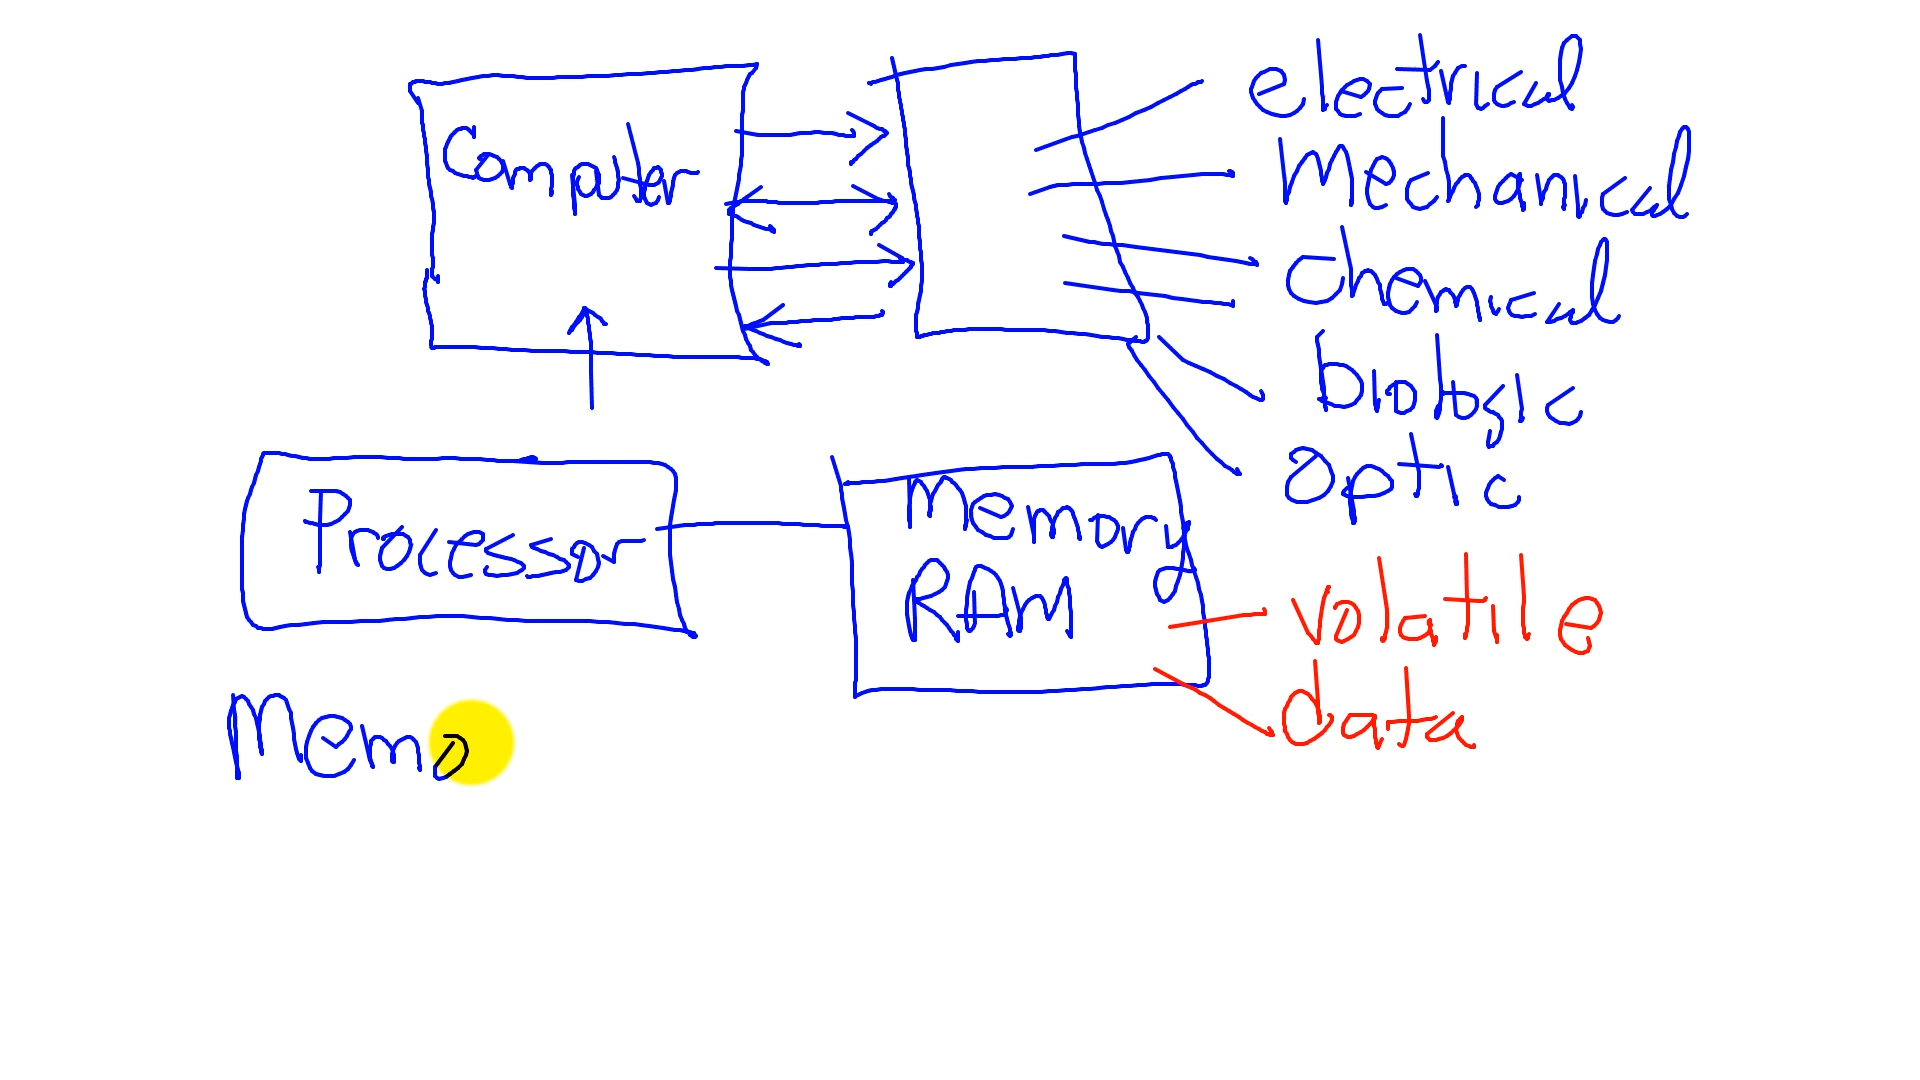 Computer
electrical
Mechanical
chemical
biologic
optic
Processor
Memory
RAM
volatile
data
Memo